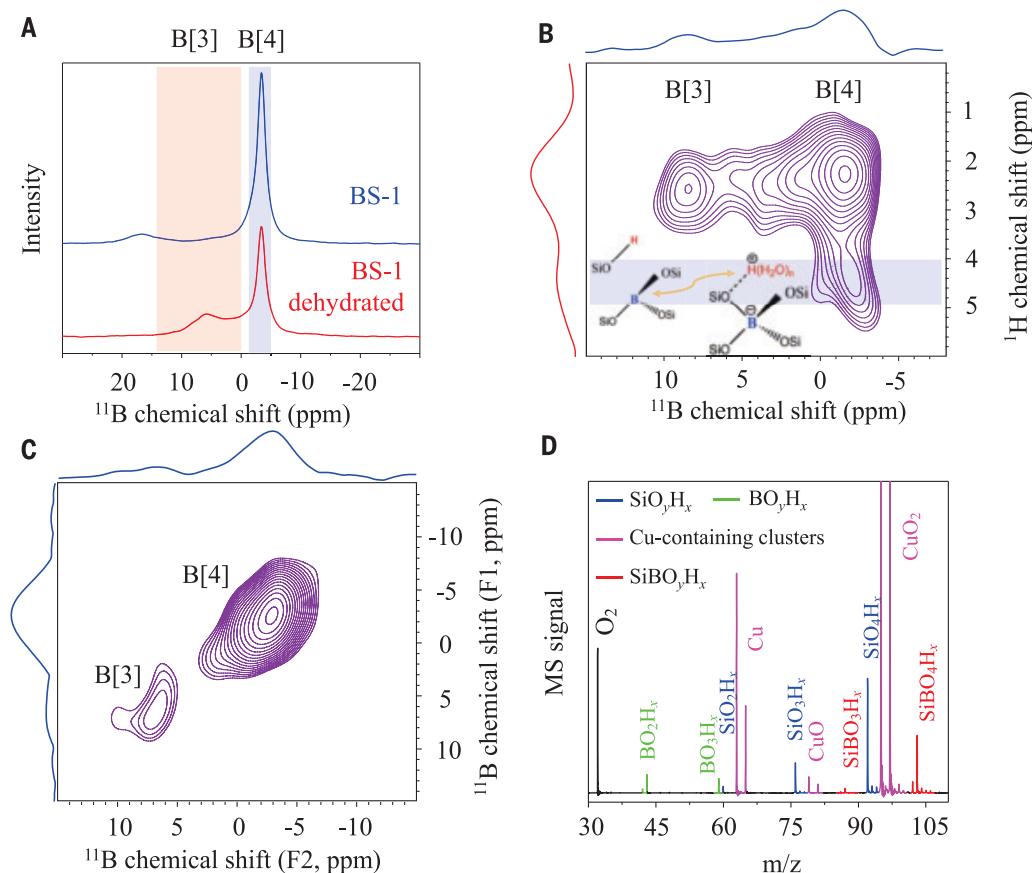 A
B[3] B[4]
Intensity
BS-1
BS-1
dehydrated
20 10 0 -10 -20
¹¹B chemical shift (ppm)
B
B[3] B[4]
1
2
3
4
5
¹H chemical shift (ppm)
H
SiO
OSi
B
SiO OSi
⊕
H(H₂O)ₙ
SiO
OSi
⊖
B
SiO OSi
10 5 0 -5
¹¹B chemical shift (ppm)
C
B[4]
B[3]
-10
-5
0
5
10
¹¹B chemical shift (F1, ppm)
10 5 0 -5 -10
¹¹B chemical shift (F2, ppm)
D
SiOᵧHₓ BOᵧHₓ
Cu-containing clusters
SiBOᵧHₓ
MS signal
O₂
BO₂Hₓ
BO₃Hₓ
SiO₂Hₓ
Cu
SiO₃Hₓ
CuO
SiBO₃Hₓ
SiO₄Hₓ
CuO₂
SiBO₄Hₓ
30 45 60 75 90 105
m/z